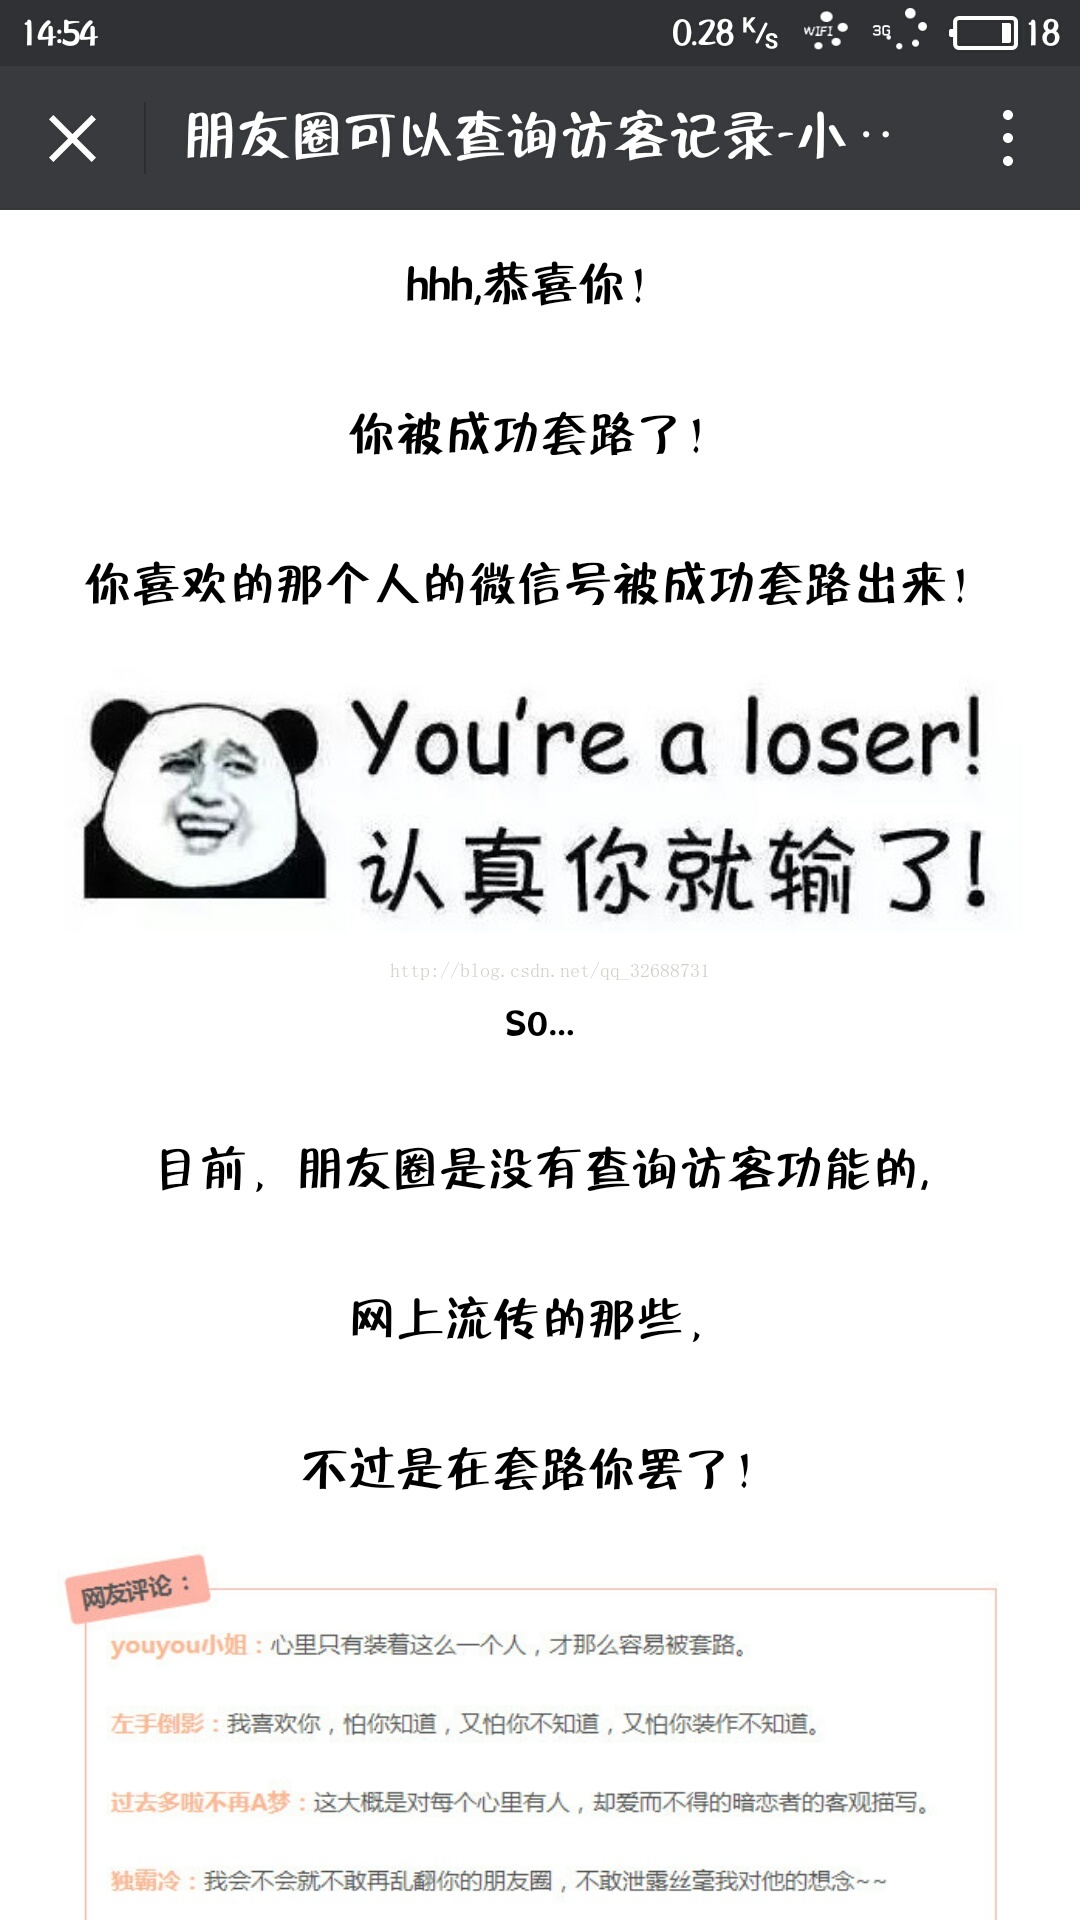 14:54
0.28 K/s WIFI 3G 18
朋友圈可以查询访客记录-小··
hhh,恭喜你!
你被成功套路了!
你喜欢的那个人的微信号被成功套路出来!
You're a loser!
认真你就输了!
http://blog.csdn.net/qq_32688731
So...
目前，朋友圈是没有查询访客功能的,
网上流传的那些，
不过是在套路你罢了!
网友评论：
youyou小姐：心里只有装着这么一个人，才那么容易被套路。
左手倒影：我喜欢你，怕你知道，又怕你不知道，又怕你装作不知道。
过去多啦不再A梦：这大概是对每个心里有人，却爱而不得的暗恋者的客观描写。
独霸冷：我会不会就不敢再乱翻你的朋友圈，不敢泄露丝毫我对他的想念~~